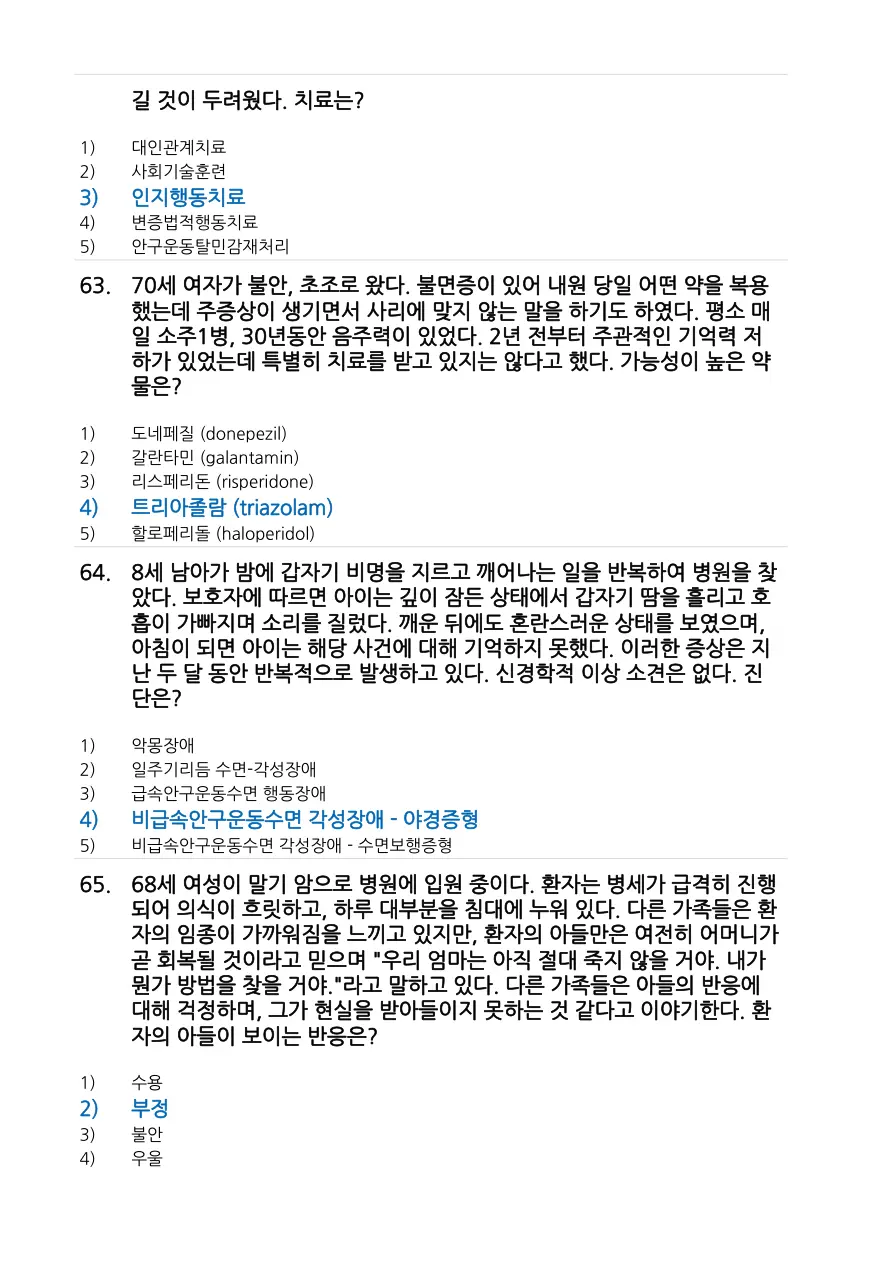 길 것이 두려웠다. 치료는?
1) 대인관계치료
2) 사회기술훈련
3) 인지행동치료
4) 변증법적행동치료
5) 안구운동탈민감재처리
63. 70세 여자가 불안, 초조로 왔다. 불면증이 있어 내원 당일 어떤 약을 복용
했는데 주증상이 생기면서 사리에 맞지 않는 말을 하기도 하였다. 평소 매
일 소주1병, 30년동안 음주력이 있었다. 2년 전부터 주관적인 기억력 저
하가 있었는데 특별히 치료를 받고 있지는 않다고 했다. 가능성이 높은 약
물은?
1) 도네페질 (donepezil)
2) 갈란타민 (galantamin)
3) 리스페리돈 (risperidone)
4) 트리아졸람 (triazolam)
5) 할로페리돌 (haloperidol)
64. 8세 남아가 밤에 갑자기 비명을 지르고 깨어나는 일을 반복하여 병원을 찾
았다. 보호자에 따르면 아이는 깊이 잠든 상태에서 갑자기 땀을 흘리고 호
흡이 가빠지며 소리를 질렀다. 깨운 뒤에도 혼란스러운 상태를 보였으며,
아침이 되면 아이는 해당 사건에 대해 기억하지 못했다. 이러한 증상은 지
난 두 달 동안 반복적으로 발생하고 있다. 신경학적 이상 소견은 없다. 진
단은?
1) 악몽장애
2) 일주기리듬 수면-각성장애
3) 급속안구운동수면 행동장애
4) 비급속안구운동수면 각성장애 - 야경증형
5) 비급속안구운동수면 각성장애 - 수면보행증형
65. 68세 여성이 말기 암으로 병원에 입원 중이다. 환자는 병세가 급격히 진행
되어 의식이 흐릿하고, 하루 대부분을 침대에 누워 있다. 다른 가족들은 환
자의 임종이 가까워짐을 느끼고 있지만, 환자의 아들만은 여전히 어머니가
곧 회복될 것이라고 믿으며 "우리 엄마는 아직 절대 죽지 않을 거야. 내가
뭔가 방법을 찾을 거야."라고 말하고 있다. 다른 가족들은 아들의 반응에
대해 걱정하며, 그가 현실을 받아들이지 못하는 것 같다고 이야기한다. 환
자의 아들이 보이는 반응은?
1) 수용
2) 부정
3) 불안
4) 우울